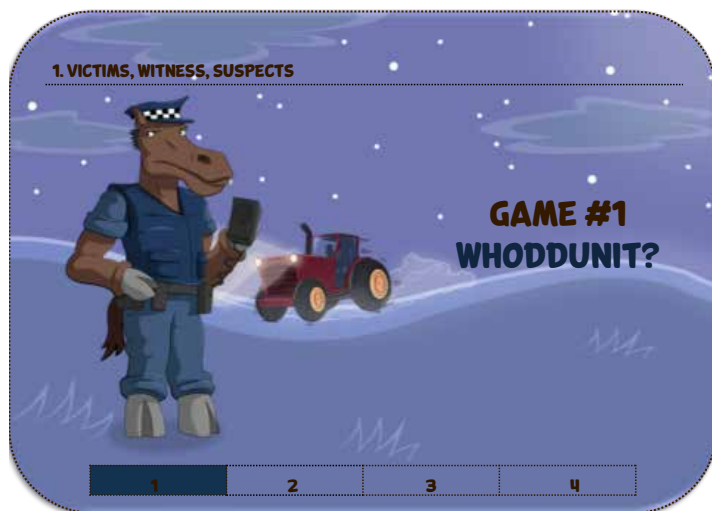 1. VICTIMS, WITNESS, SUSPECTS
GAME #1
WHODDUNIT?
1 2 3 4